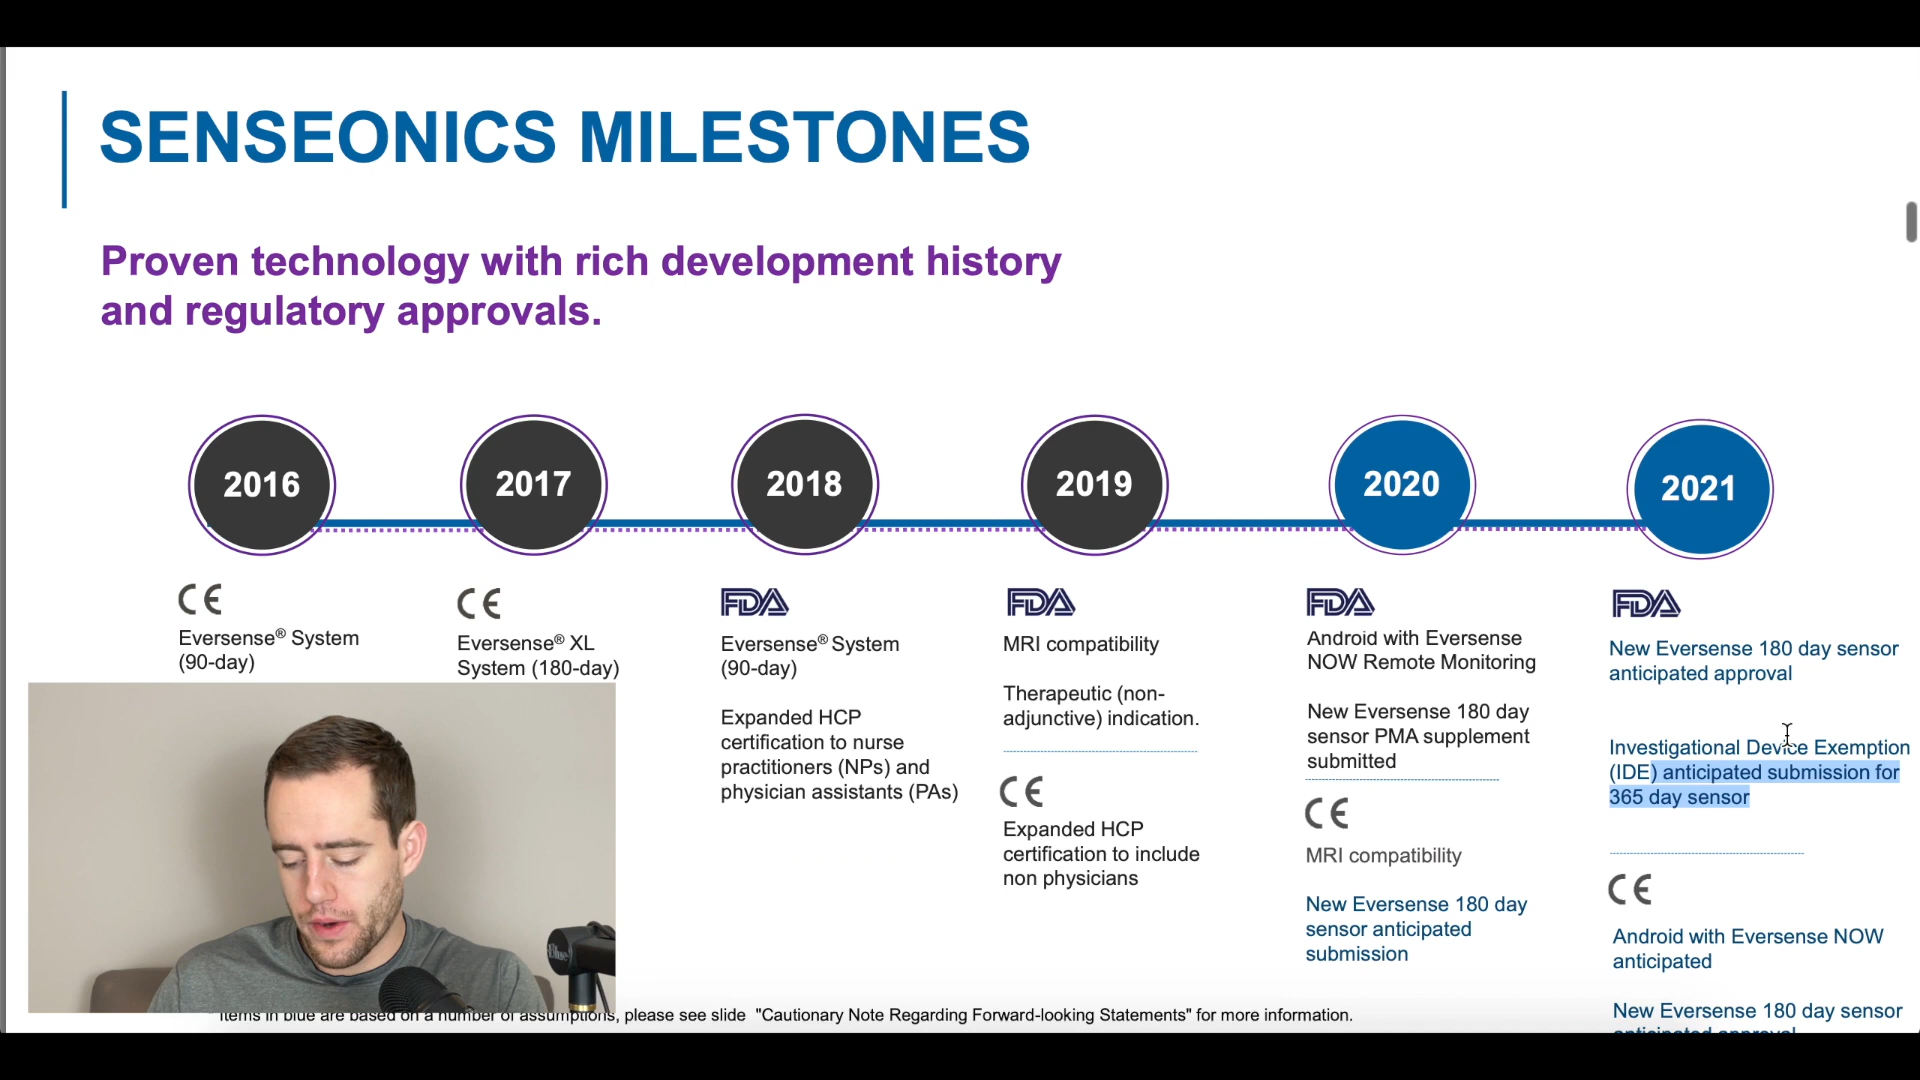 SENSEONICS MILESTONES
Proven technology with rich development history
and regulatory approvals.
2016
2017
2018
2019
2020
2021
CE
Eversense® System
(90-day)
CE
Eversense® XL
System (180-day)
FDA
Eversense® System
(90-day)
Expanded HCP
certification to nurse
practitioners (NPs) and
physician assistants (PAs)
FDA
MRI compatibility
Therapeutic (non-
adjunctive) indication.
CE
Expanded HCP
certification to include
non physicians
FDA
Android with Eversense
NOW Remote Monitoring
New Eversense 180 day
sensor PMA supplement
submitted
CE
MRI compatibility
New Eversense 180 day
sensor anticipated
submission
FDA
New Eversense 180 day sensor
anticipated approval
Investigational Device Exemption
(IDE) anticipated submission for
365 day sensor
CE
Android with Eversense NOW
anticipated
New Eversense 180 day sensor
anticipated approval
Items in blue are based on a number of assumptions, please see slide "Cautionary Note Regarding Forward-looking Statements" for more information.
Blue